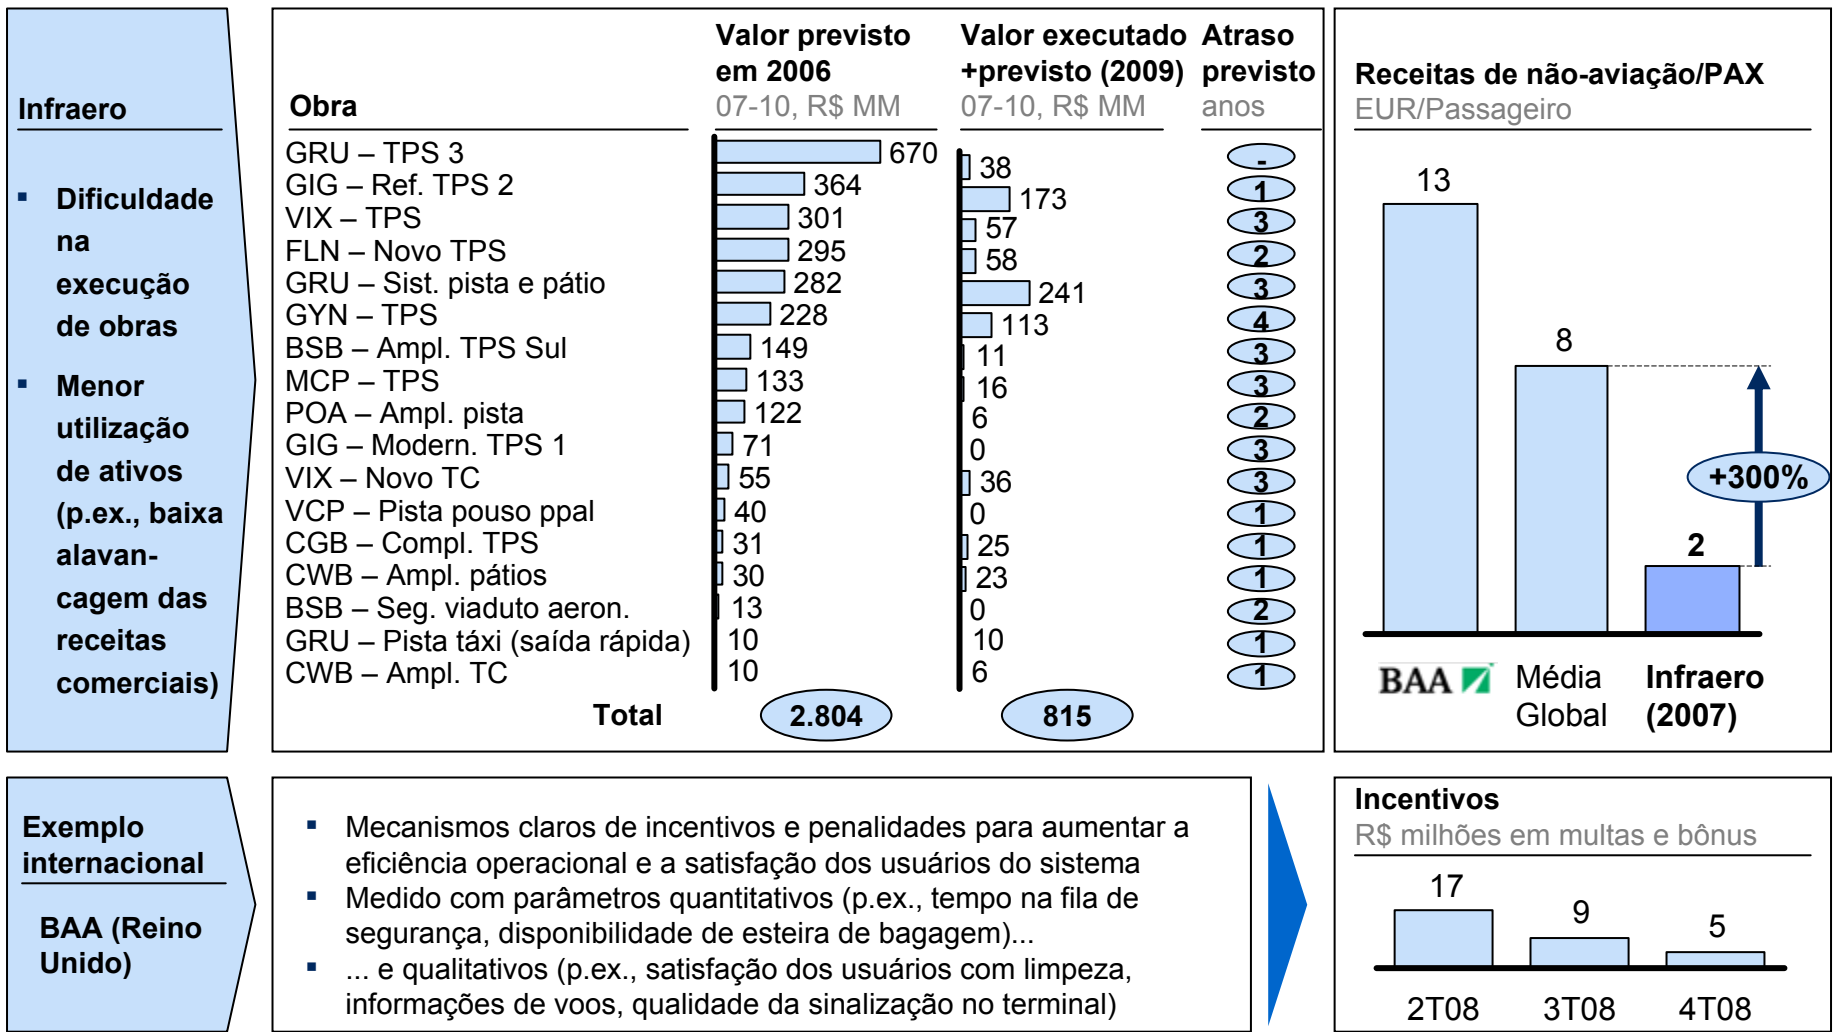 Infraero
▪ Dificuldade
na
execução
de obras
▪ Menor
utilização
de ativos
(p.ex., baixa
alavan-
cagem das
receitas
comerciais)
Obra
Valor previsto
em 2006
07-10, R$ MM
Valor executado
+previsto (2009)
07-10, R$ MM
Atraso
previsto
anos
GRU – TPS 3 670 38 -
GIG – Ref. TPS 2 364 173 1
VIX – TPS 301 57 3
FLN – Novo TPS 295 58 2
GRU – Sist. pista e pátio 282 241 3
GYN – TPS 228 113 4
BSB – Ampl. TPS Sul 149 11 3
MCP – TPS 133 16 3
POA – Ampl. pista 122 6 2
GIG – Modern. TPS 1 71 0 3
VIX – Novo TC 55 36 3
VCP – Pista pouso ppal 40 0 1
CGB – Compl. TPS 31 25 1
CWB – Ampl. pátios 30 23 1
BSB – Seg. viaduto aeron. 13 0 2
GRU – Pista táxi (saída rápida) 10 10 1
CWB – Ampl. TC 10 6 1
Total 2.804 815
Receitas de não-aviação/PAX
EUR/Passageiro
13
8
+300%
2
BAA
Média
Global
Infraero
(2007)
Exemplo
internacional
BAA (Reino
Unido)
▪ Mecanismos claros de incentivos e penalidades para aumentar a
eficiência operacional e a satisfação dos usuários do sistema
▪ Medido com parâmetros quantitativos (p.ex., tempo na fila de
segurança, disponibilidade de esteira de bagagem)...
▪ ... e qualitativos (p.ex., satisfação dos usuários com limpeza,
informações de voos, qualidade da sinalização no terminal)
Incentivos
R$ milhões em multas e bônus
17 9 5
2T08 3T08 4T08